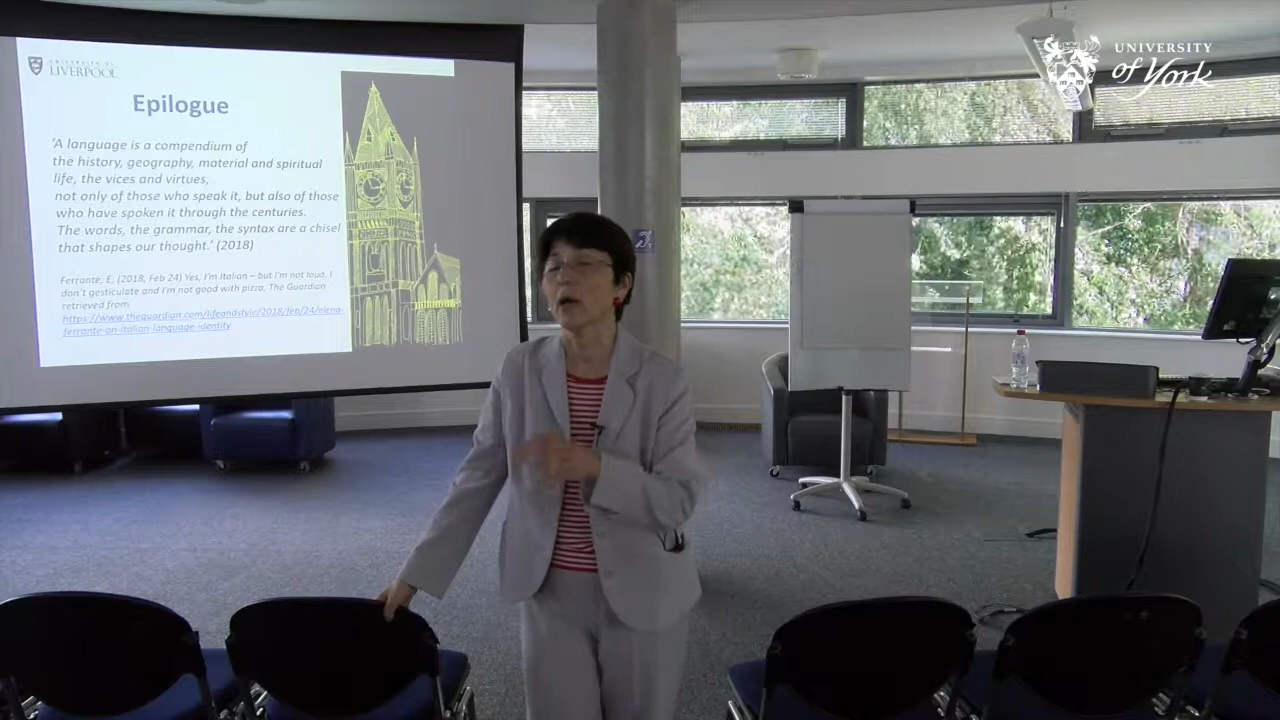 UNIVERSITY OF
LIVERPOOL
Epilogue
‘A language is a compendium of
the history, geography, material and spiritual
life, the vices and virtues,
not only of those who speak it, but also of those
who have spoken it through the centuries.
The words, the grammar, the syntax are a chisel
that shapes our thought.’ (2018)
Ferrante, E. (2018, Feb 24) Yes, I'm Italian – but I'm not loud, I
don't gesticulate and I'm not good with pizza, The Guardian
retrieved from
https://www.theguardian.com/lifeandstyle/2018/feb/24/elena-
ferrante-on-italian-language-identity
UNIVERSITY
of York